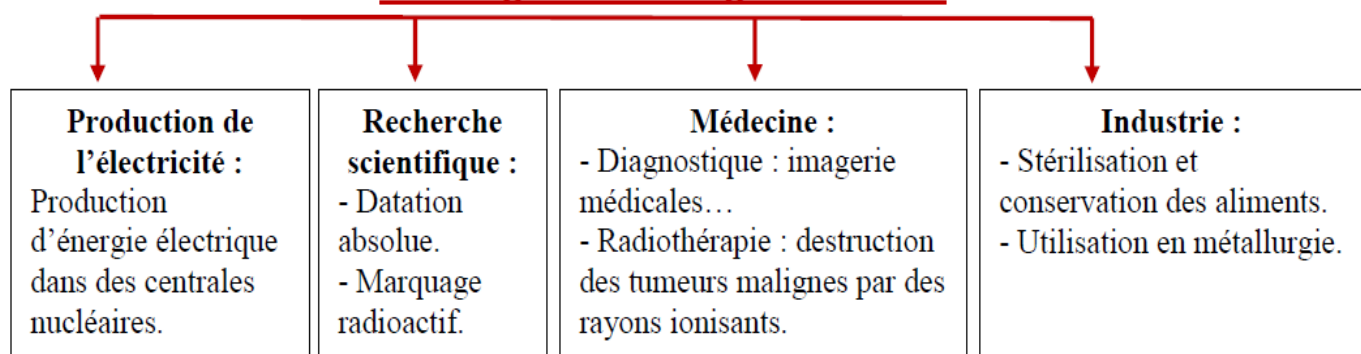 Production de
l'électricité :
Production
d'énergie électrique
dans des centrales
nucléaires.
Recherche
scientifique :
- Datation
absolue.
- Marquage
radioactif.
Médecine :
- Diagnostique : imagerie
médicales…
- Radiothérapie : destruction
des tumeurs malignes par des
rayons ionisants.
Industrie :
- Stérilisation et
conservation des aliments.
- Utilisation en métallurgie.